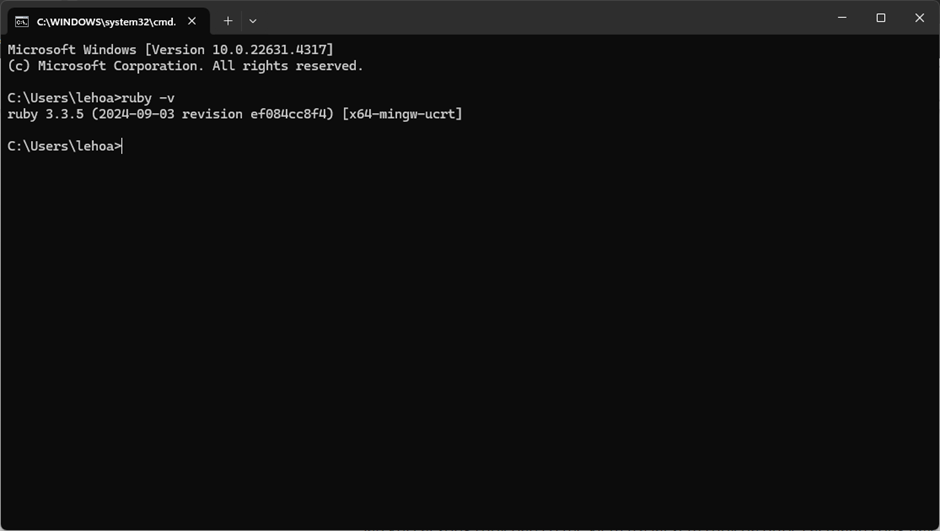 C:\WINDOWS\system32\cmd.
Microsoft Windows [Version 10.0.22631.4317]
(c) Microsoft Corporation. All rights reserved.
C:\Users\lehoa>ruby -v
ruby 3.3.5 (2024-09-03 revision ef084cc8f4) [x64-mingw-ucrt]
C:\Users\lehoa>